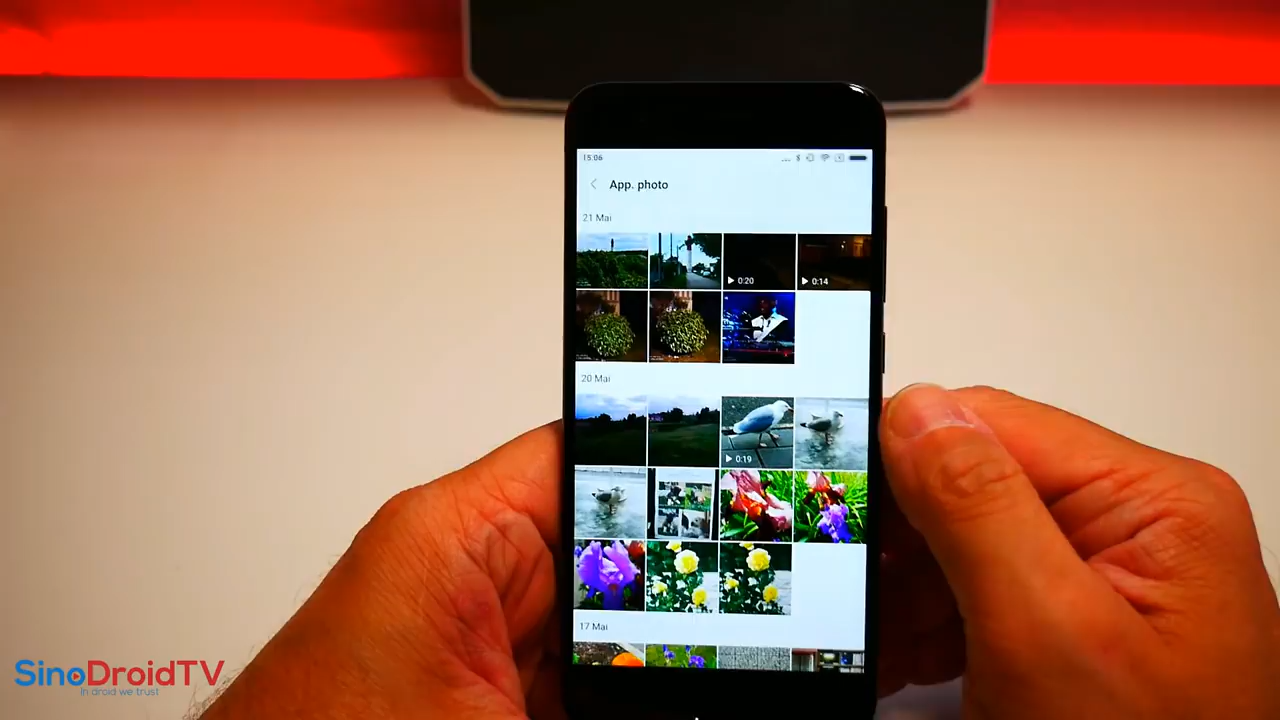 15:06
App. photo
21 Mai
0:20
0:14
20 Mai
0:19
17 Mai
SinoDroidTV
In droid we trust